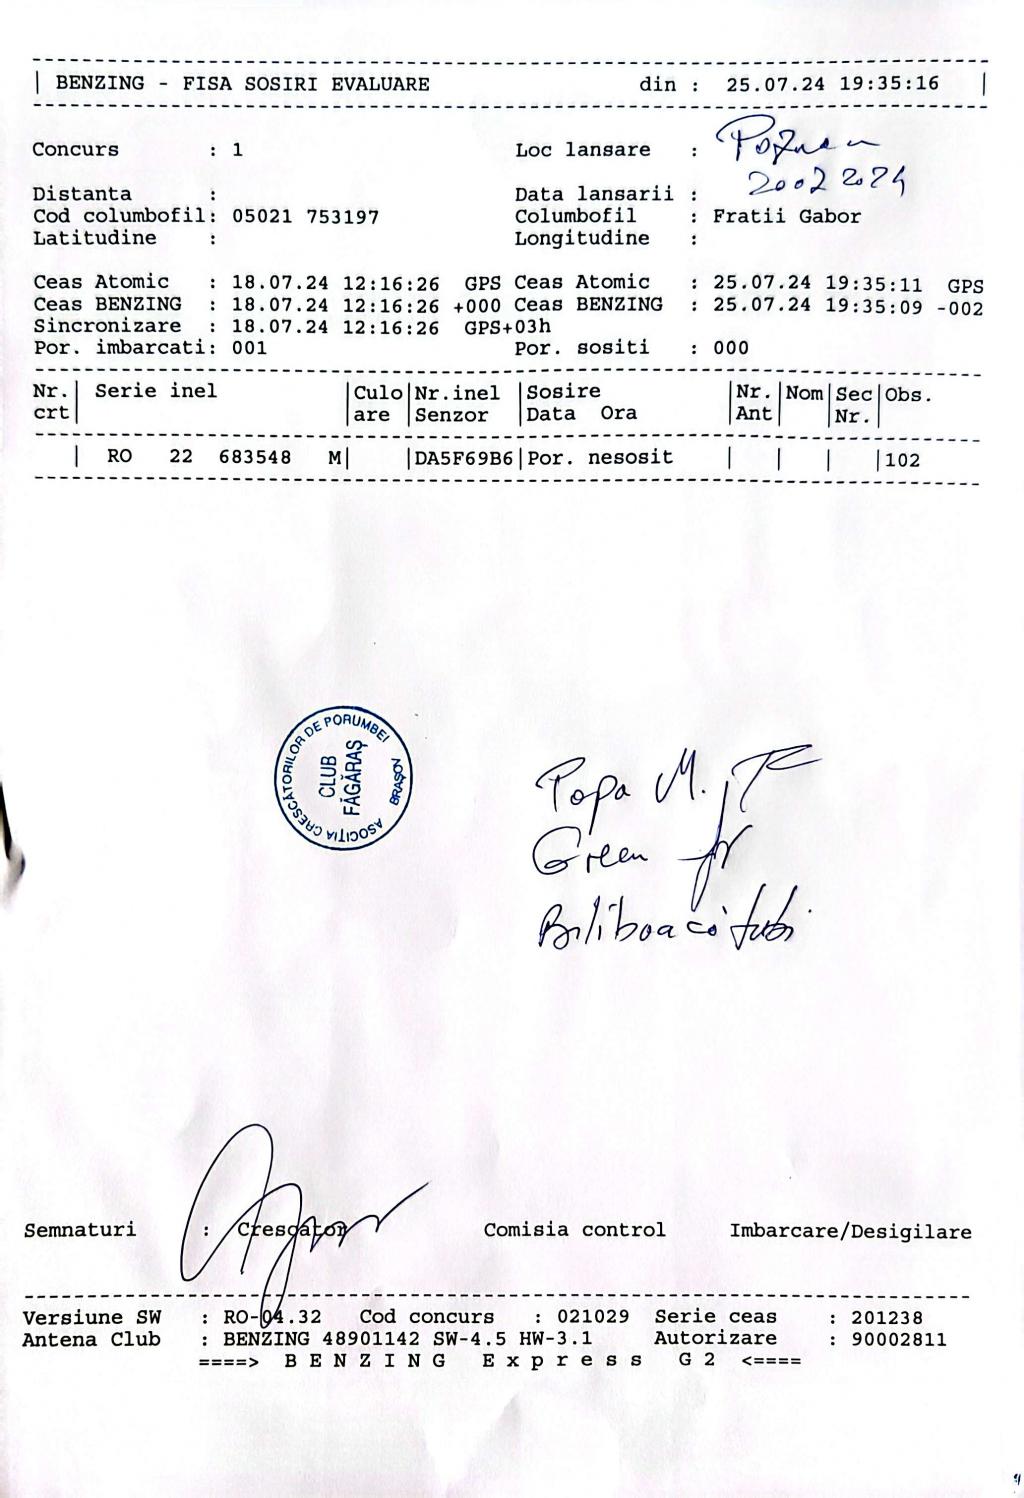 | BENZING - FISA SOSIRI EVALUARE din : 25.07.24 19:35:16 |
Concurs : 1 Loc lansare : Poznan
20072024
Distanta : Data lansarii :
Cod columbofil: 05021 753197 Columbofil : Fratii Gabor
Latitudine : Longitudine :
Ceas Atomic : 18.07.24 12:16:26 GPS Ceas Atomic : 25.07.24 19:35:11 GPS
Ceas BENZING : 18.07.24 12:16:26 +000 Ceas BENZING : 25.07.24 19:35:09 -002
Sincronizare : 18.07.24 12:16:26 GPS+03h
Por. imbarcati: 001 Por. sositi : 000
Nr. | Serie inel |Culo|Nr.inel |Sosire |Nr.|Nom|Sec|Obs.
crt| |are |Senzor |Data Ora |Ant| |Nr.|
| RO 22 683548 M| |DA5F69B6|Por. nesosit | | | |102
ASOCIȚIA CRESCĂTORILOR DE PORUMBEI
BRAȘOV
CLUB
FĂGĂRAȘ
Popa M.
Green
Semnaturi : Crescator Comisia control Imbarcare/Desigilare
Versiune SW : RO-04.32 Cod concurs : 021029 Serie ceas : 201238
Antena Club : BENZING 48901142 SW-4.5 HW-3.1 Autorizare : 90002811
====> B E N Z I N G E x p r e s s G 2 <====